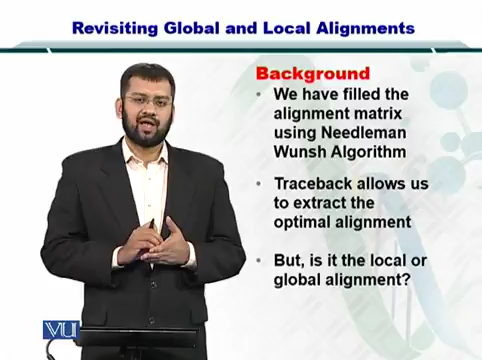 Revisiting Global and Local Alignments
Background
• We have filled the
alignment matrix
using Needleman
Wunsh Algorithm
• Traceback allows us
to extract the
optimal alignment
• But, is it the local or
global alignment?
VU